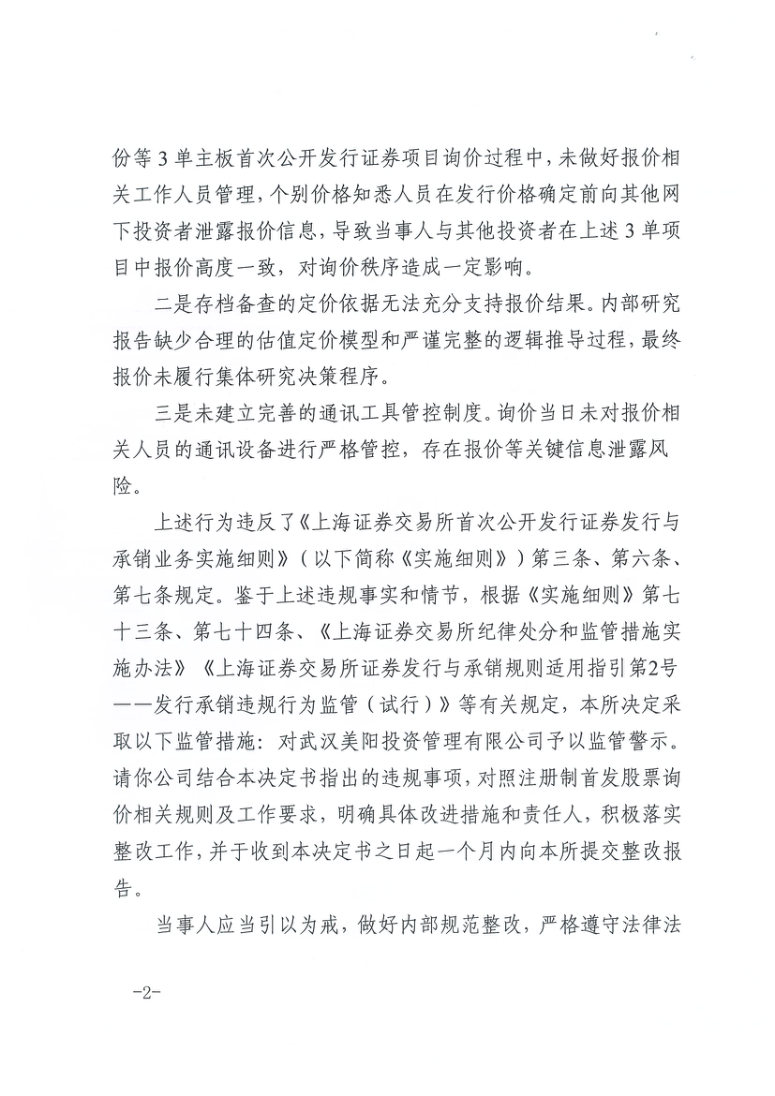 份等3单主板首次公开发行证券项目询价过程中，未做好报价相
关工作人员管理，个别价格知悉人员在发行价格确定前向其他网
下投资者泄露报价信息，导致当事人与其他投资者在上述3单项
目中报价高度一致，对询价秩序造成一定影响。
二是存档备查的定价依据无法充分支持报价结果。内部研究
报告缺少合理的估值定价模型和严谨完整的逻辑推导过程，最终
报价未履行集体研究决策程序。
三是未建立完善的通讯工具管控制度。询价当日未对报价相
关人员的通讯设备进行严格管控，存在报价等关键信息泄露风
险。
上述行为违反了《上海证券交易所首次公开发行证券发行与
承销业务实施细则》（以下简称《实施细则》）第三条、第六条、
第七条规定。鉴于上述违规事实和情节，根据《实施细则》第七
十三条、第七十四条、《上海证券交易所纪律处分和监管措施实
施办法》《上海证券交易所证券发行与承销规则适用指引第2号
——发行承销违规行为监管（试行）》等有关规定，本所决定采
取以下监管措施：对武汉美阳投资管理有限公司予以监管警示。
请你公司结合本决定书指出的违规事项，对照注册制首发股票询
价相关规则及工作要求，明确具体改进措施和责任人，积极落实
整改工作，并于收到本决定书之日起一个月内向本所提交整改报
告。
当事人应当引以为戒，做好内部规范整改，严格遵守法律法
-2-